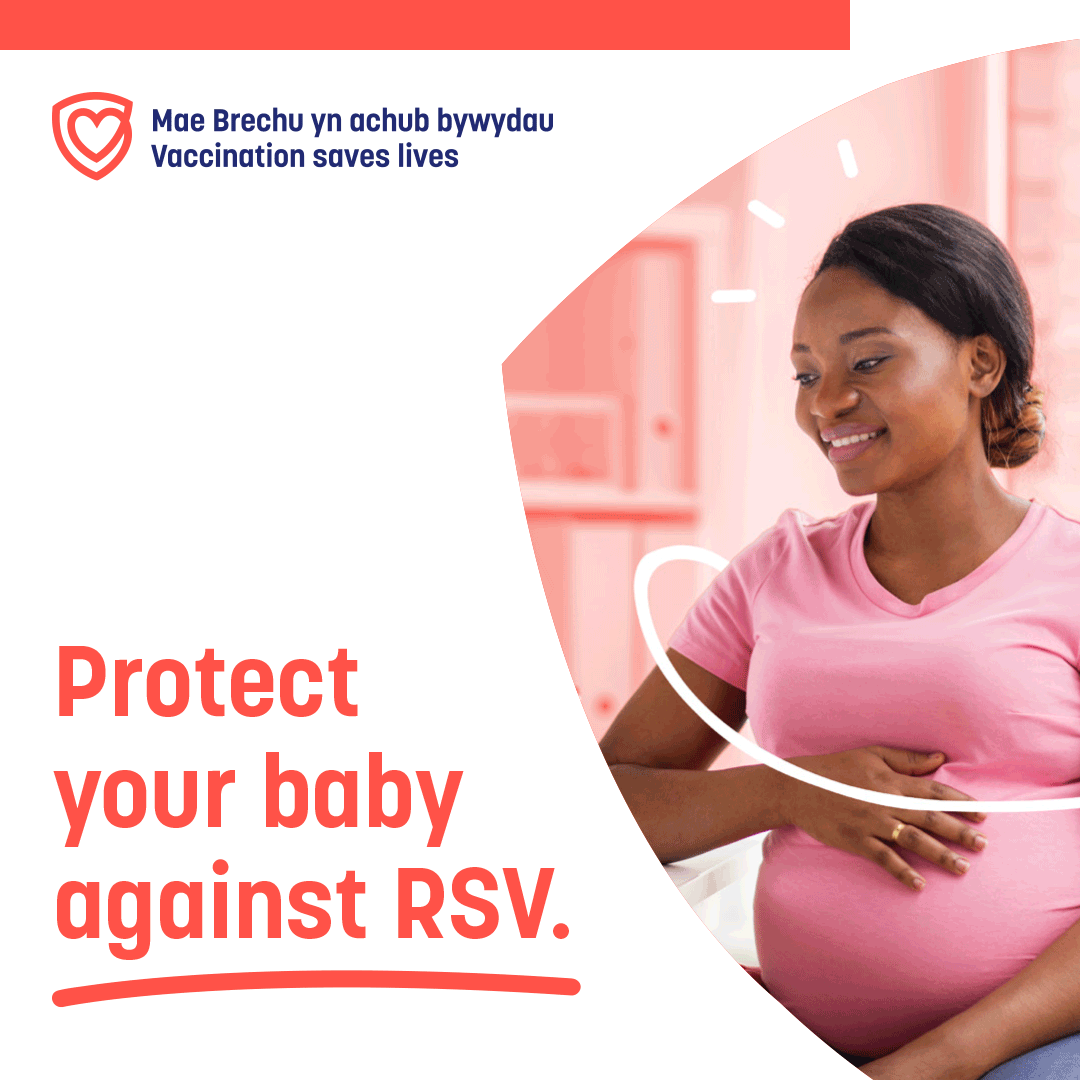 Mae Brechu yn achub bywydau
Vaccination saves lives
Protect
your baby
against RSV.